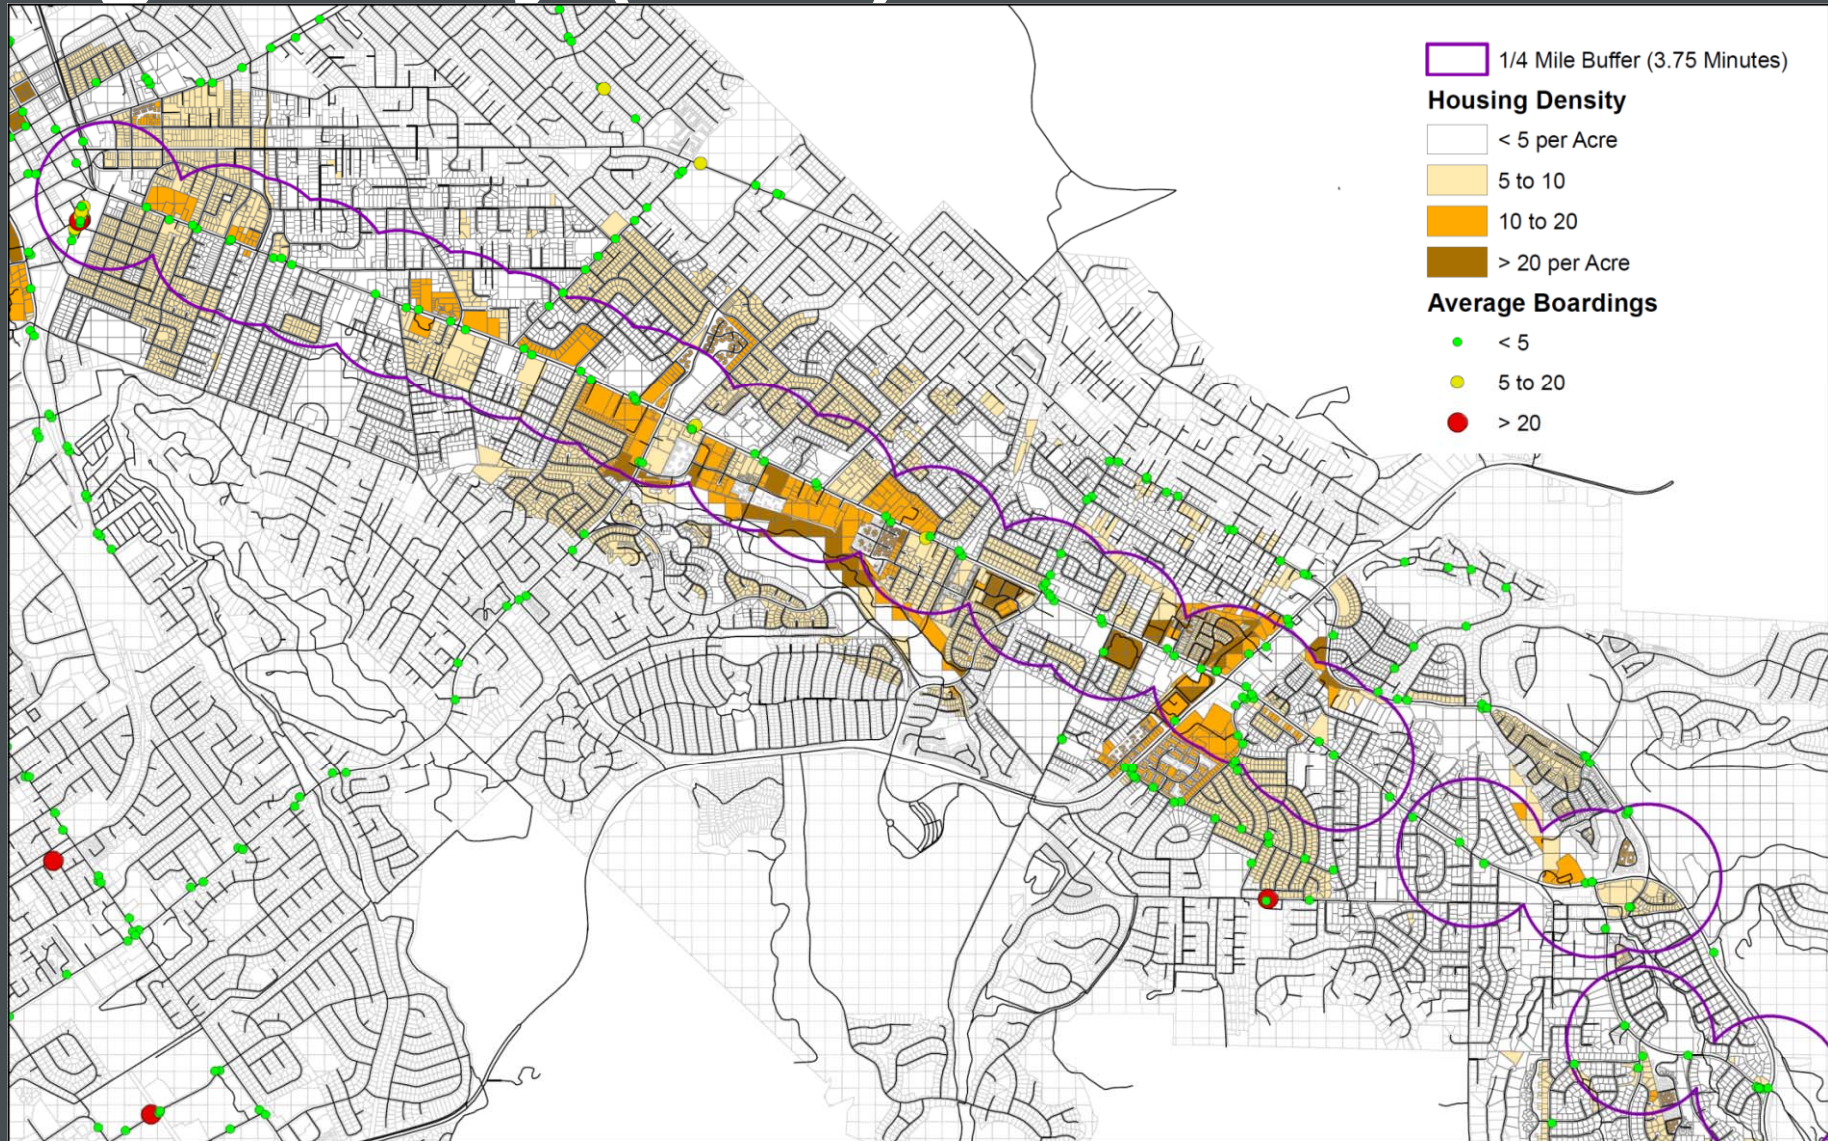 1/4 Mile Buffer (3.75 Minutes)
Housing Density
< 5 per Acre
5 to 10
10 to 20
> 20 per Acre
Average Boardings
< 5
5 to 20
> 20